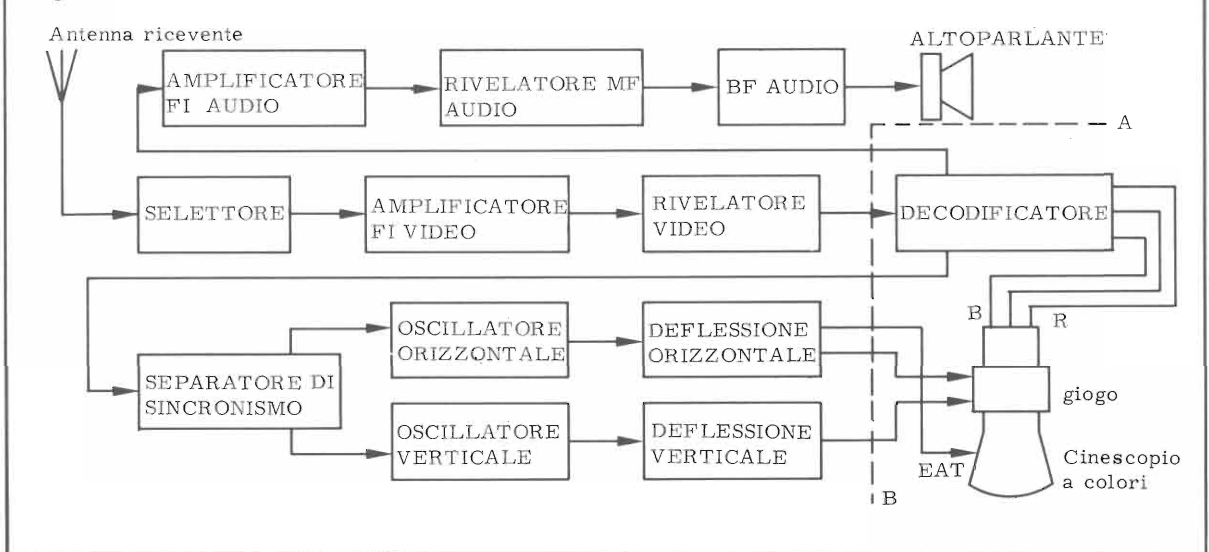 Antenna ricevente
ALTOPARLANTE
AMPLIFICATORE
FI AUDIO
RIVELATORE MF
AUDIO
BF AUDIO
A
SELETTORE
AMPLIFICATORE
FI VIDEO
RIVELATORE
VIDEO
DECODIFICATORE
B
R
OSCILLATORE
ORIZZONTALE
DEFLESSIONE
ORIZZONTALE
SEPARATORE DI
SINCRONISMO
giogo
OSCILLATORE
VERTICALE
DEFLESSIONE
VERTICALE
EAT
Cinescopio
a colori
B